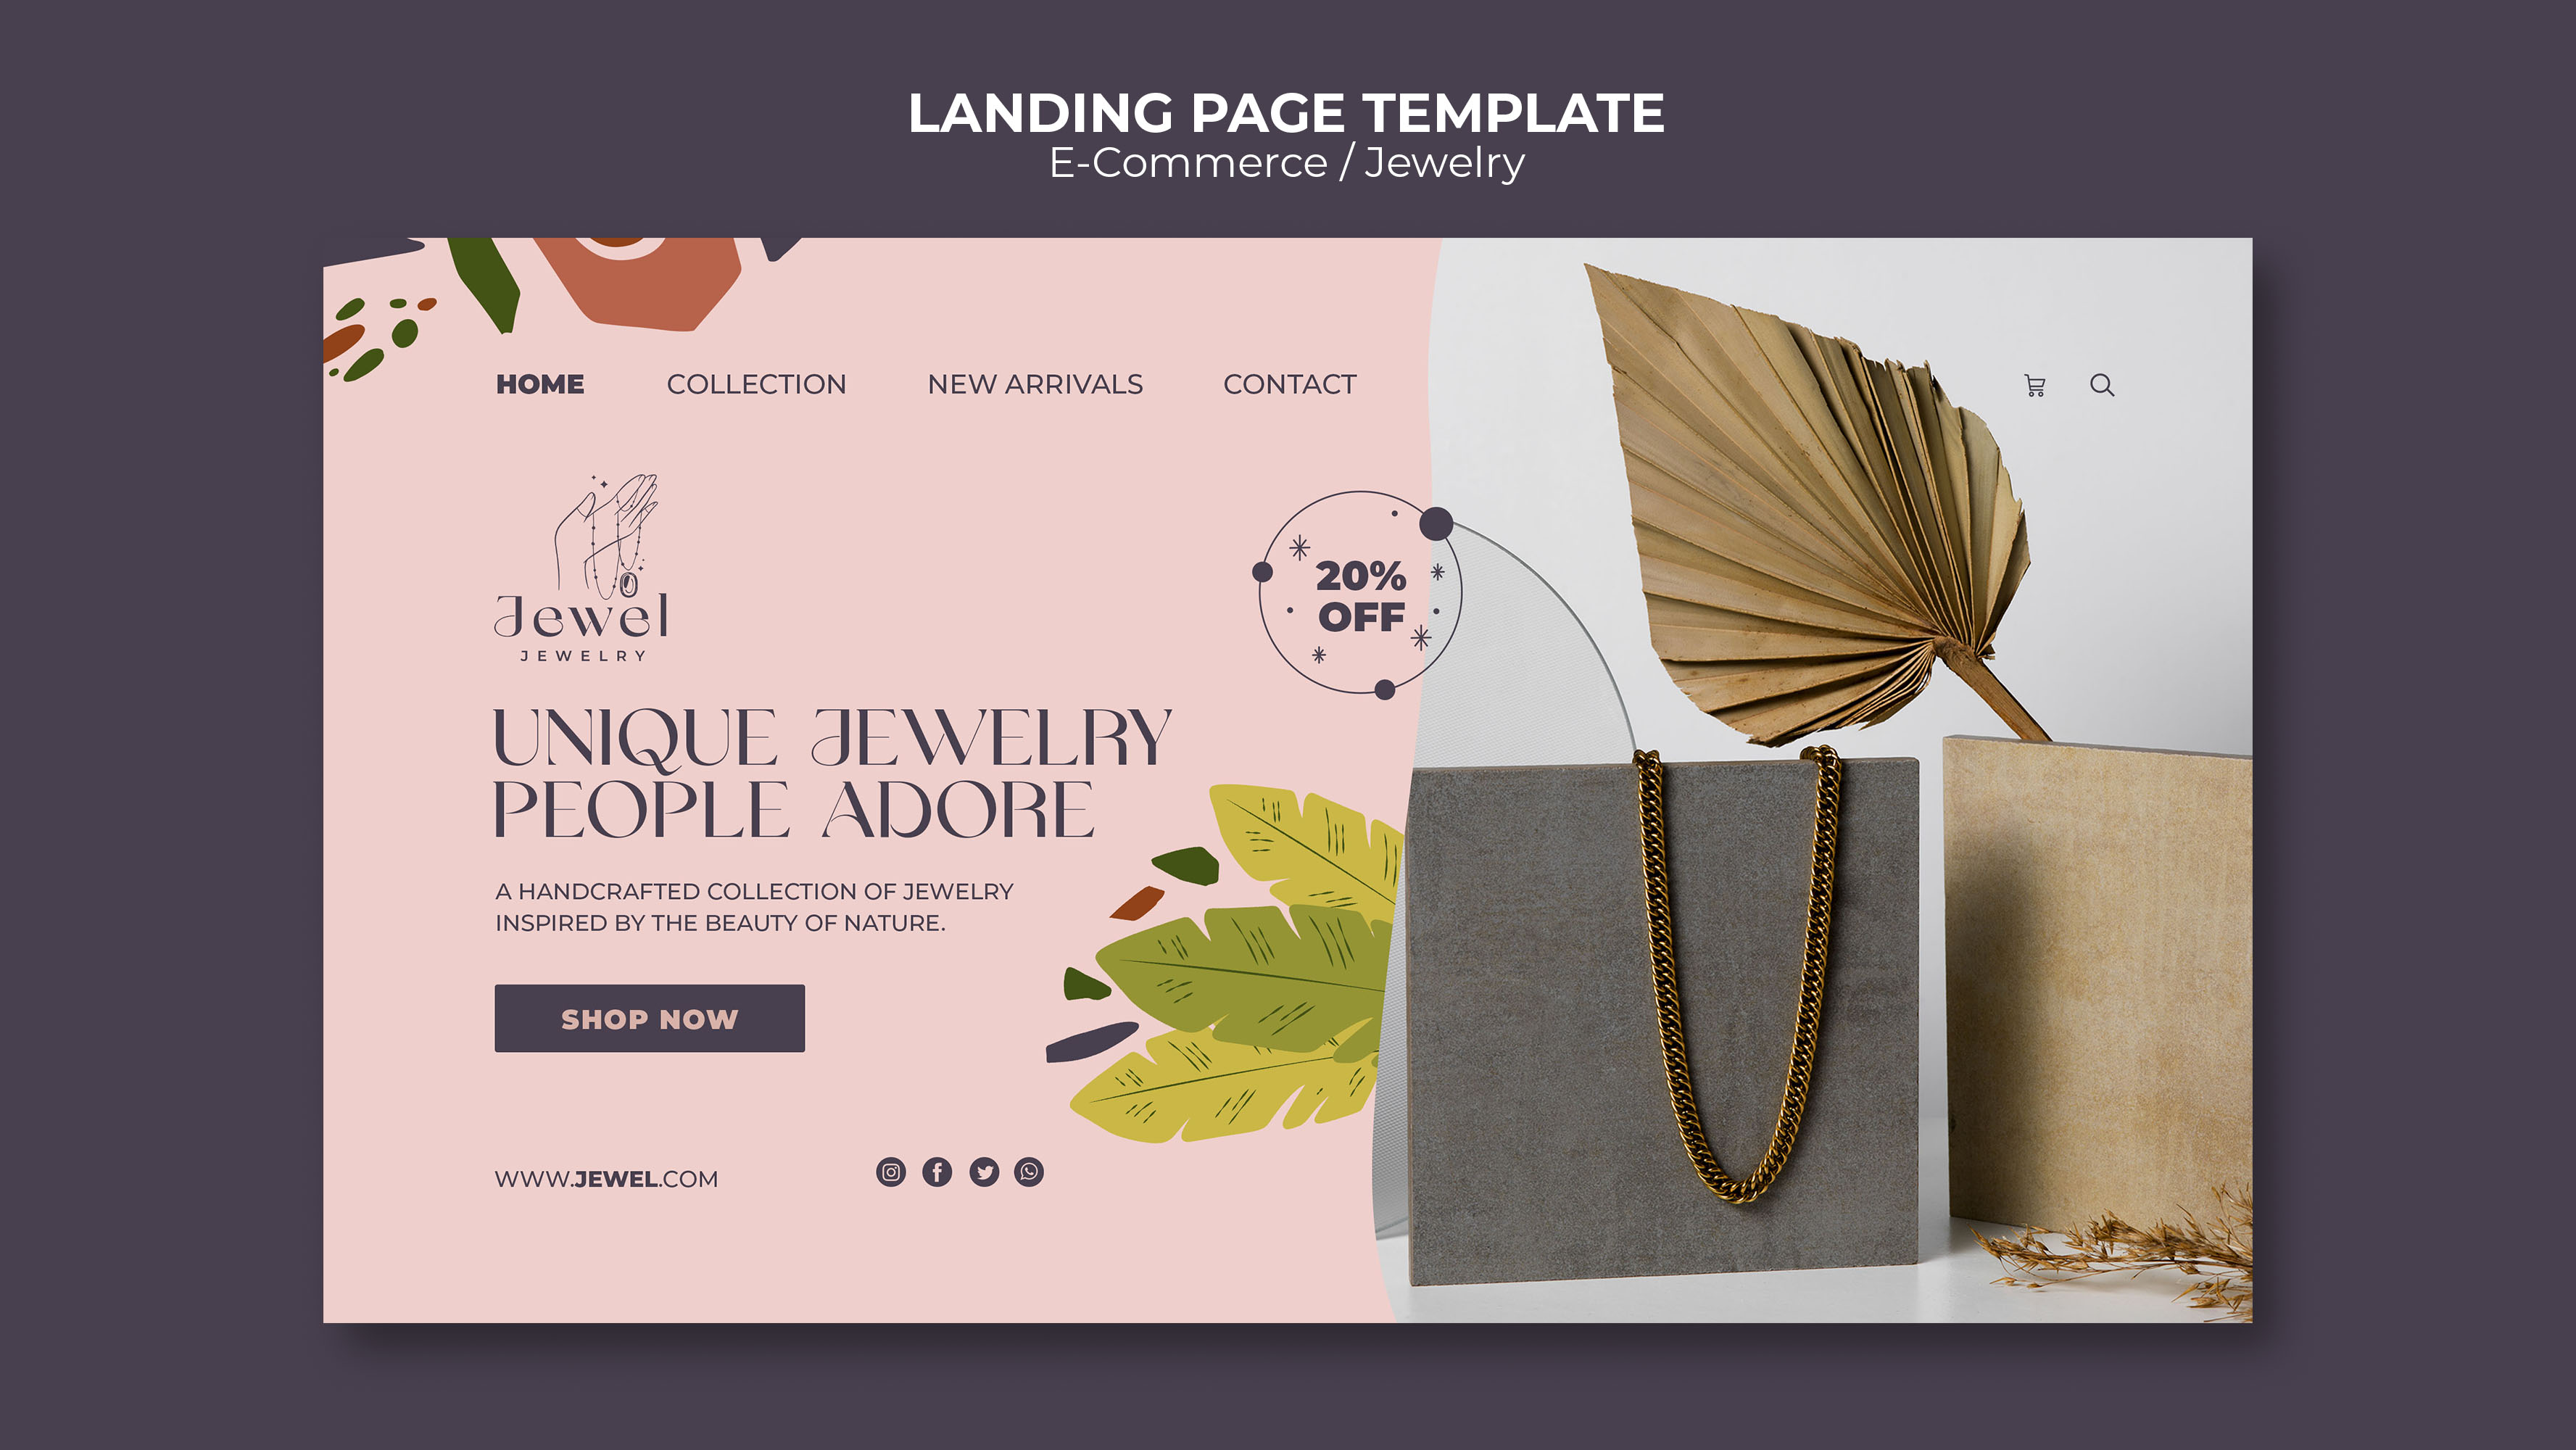 LANDING PAGE TEMPLATE
E-Commerce / Jewelry
HOME COLLECTION NEW ARRIVALS CONTACT
Jewel
JEWELRY
20%
OFF
UNIQUE JEWELRY
PEOPLE ADORE
A HANDCRAFTED COLLECTION OF JEWELRY
INSPIRED BY THE BEAUTY OF NATURE.
SHOP NOW
WWW.JEWEL.COM